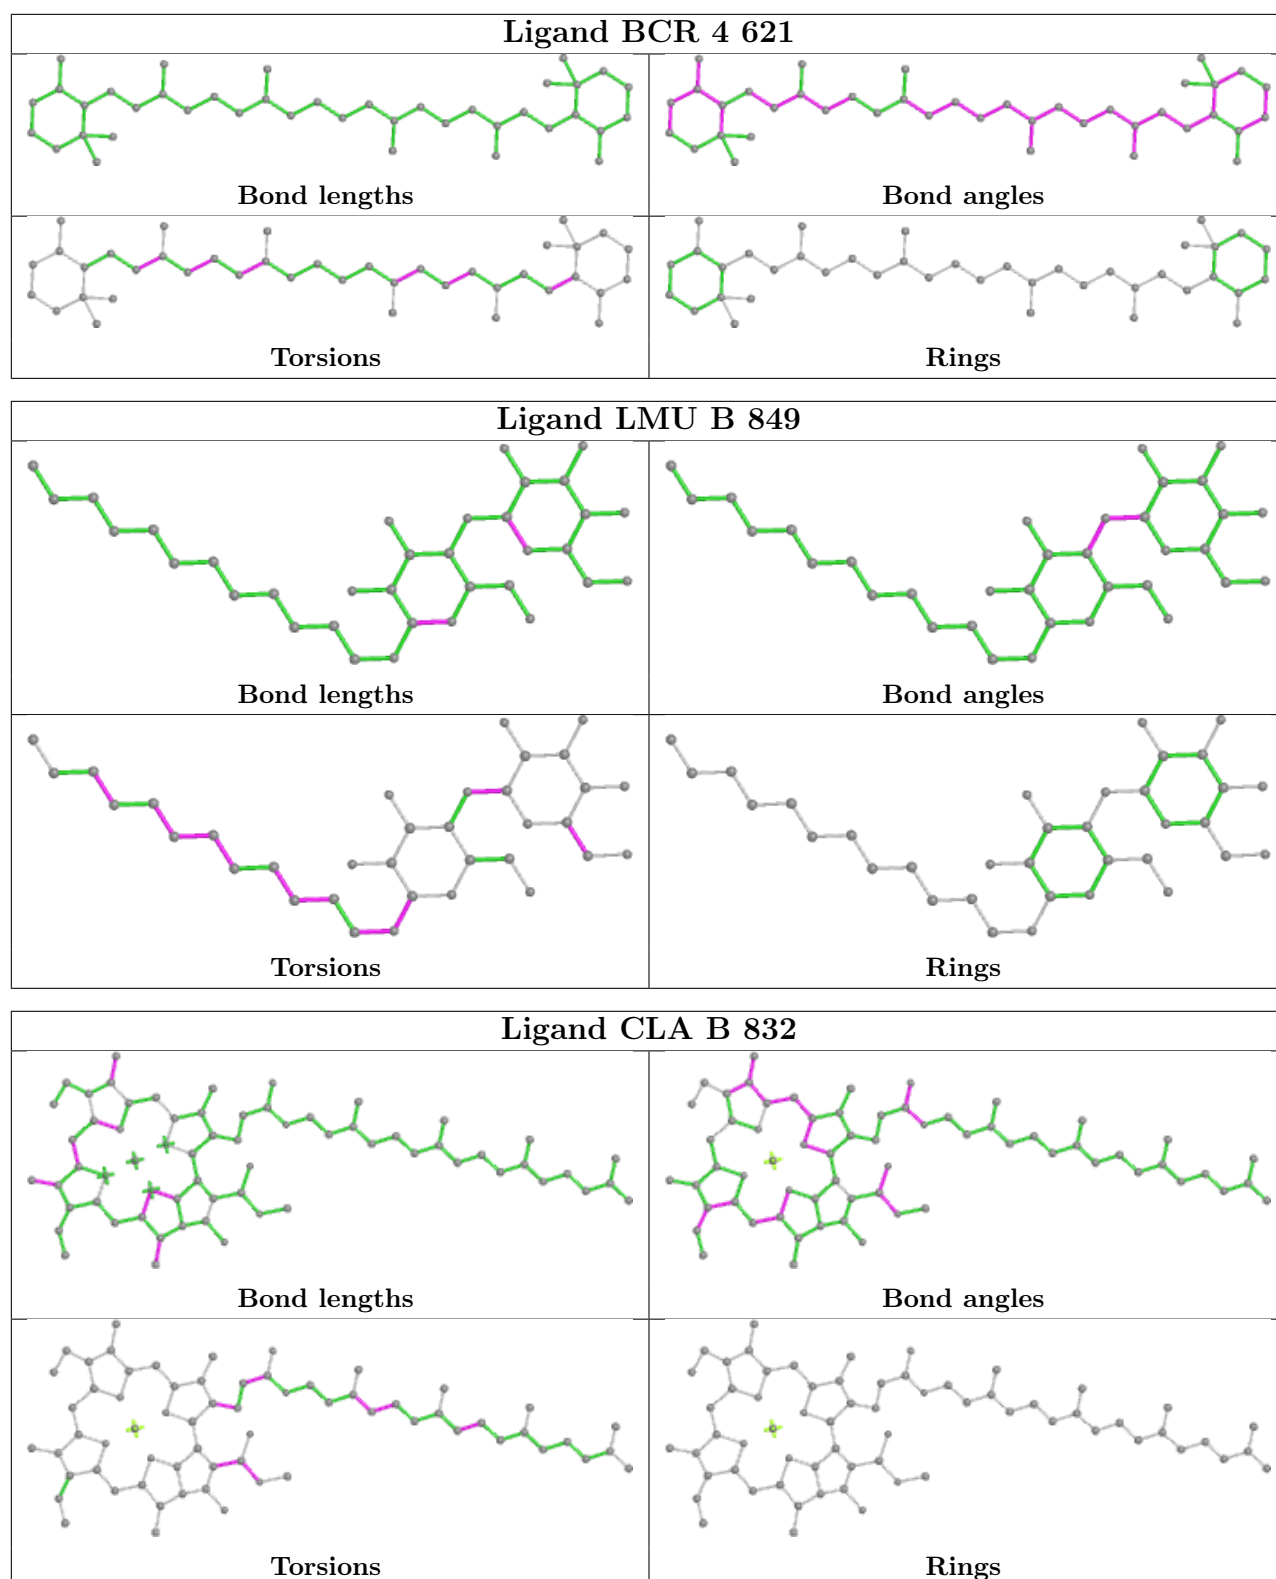 Ligand BCR 4 621
Bond lengths
Bond angles
Torsions
Rings
Ligand LMU B 849
Bond lengths
Bond angles
Torsions
Rings
Ligand CLA B 832
Bond lengths
Bond angles
Torsions
Rings